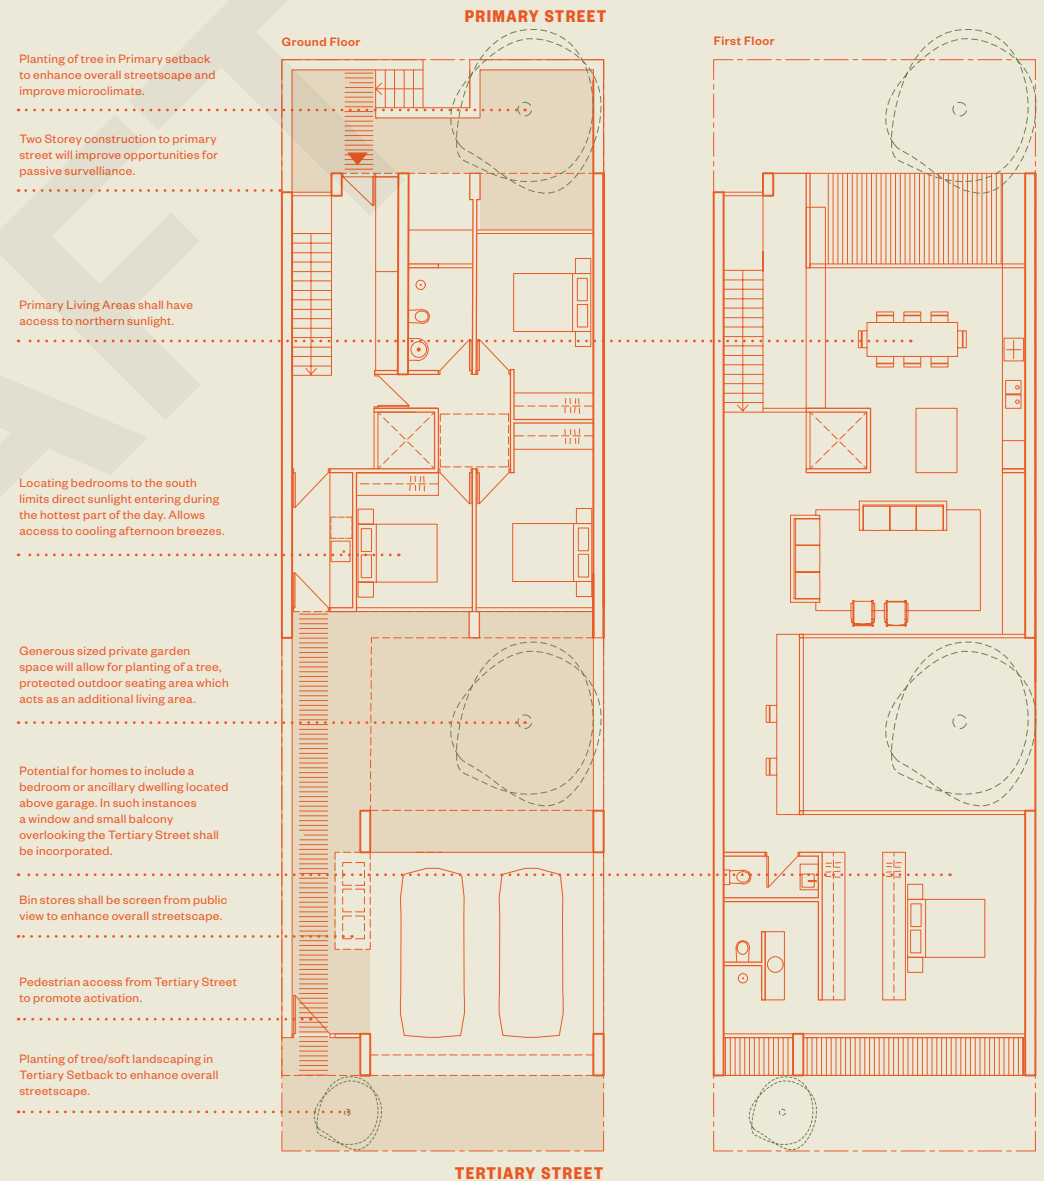 PRIMARY STREET
Ground Floor
First Floor
Planting of tree in Primary setback
to enhance overall streetscape and
improve microclimate.
Two Storey construction to primary
street will improve opportunities for
passive survelliance.
Primary Living Areas shall have
access to northern sunlight.
Locating bedrooms to the south
limits direct sunlight entering during
the hottest part of the day. Allows
access to cooling afternoon breezes.
Generous sized private garden
space will allow for planting of a tree,
protected outdoor seating area which
acts as an additional living area.
Potential for homes to include a
bedroom or ancillary dwelling located
above garage. In such instances
a window and small balcony
overlooking the Tertiary Street shall
be incorporated.
Bin stores shall be screen from public
view to enhance overall streetscape.
Pedestrian access from Tertiary Street
to promote activation.
Planting of tree/soft landscaping in
Tertiary Setback to enhance overall
streetscape.
TERTIARY STREET